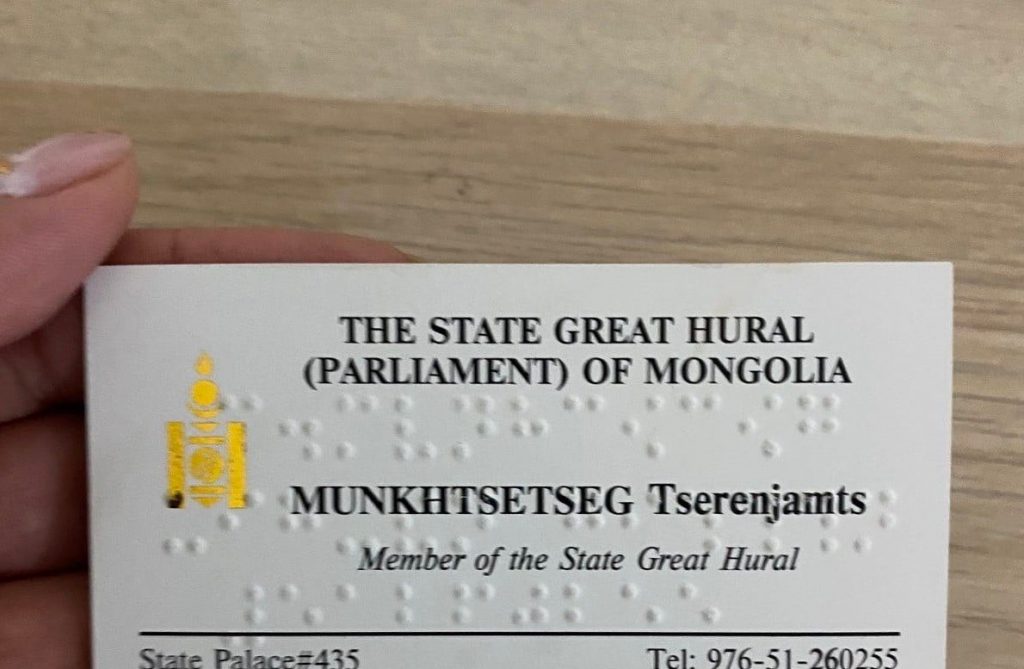 THE STATE GREAT HURAL
(PARLIAMENT) OF MONGOLIA
MUNKHTSETSEG Tserenjamts
Member of the State Great Hural
State Palace#435
Tel: 976-51-260255